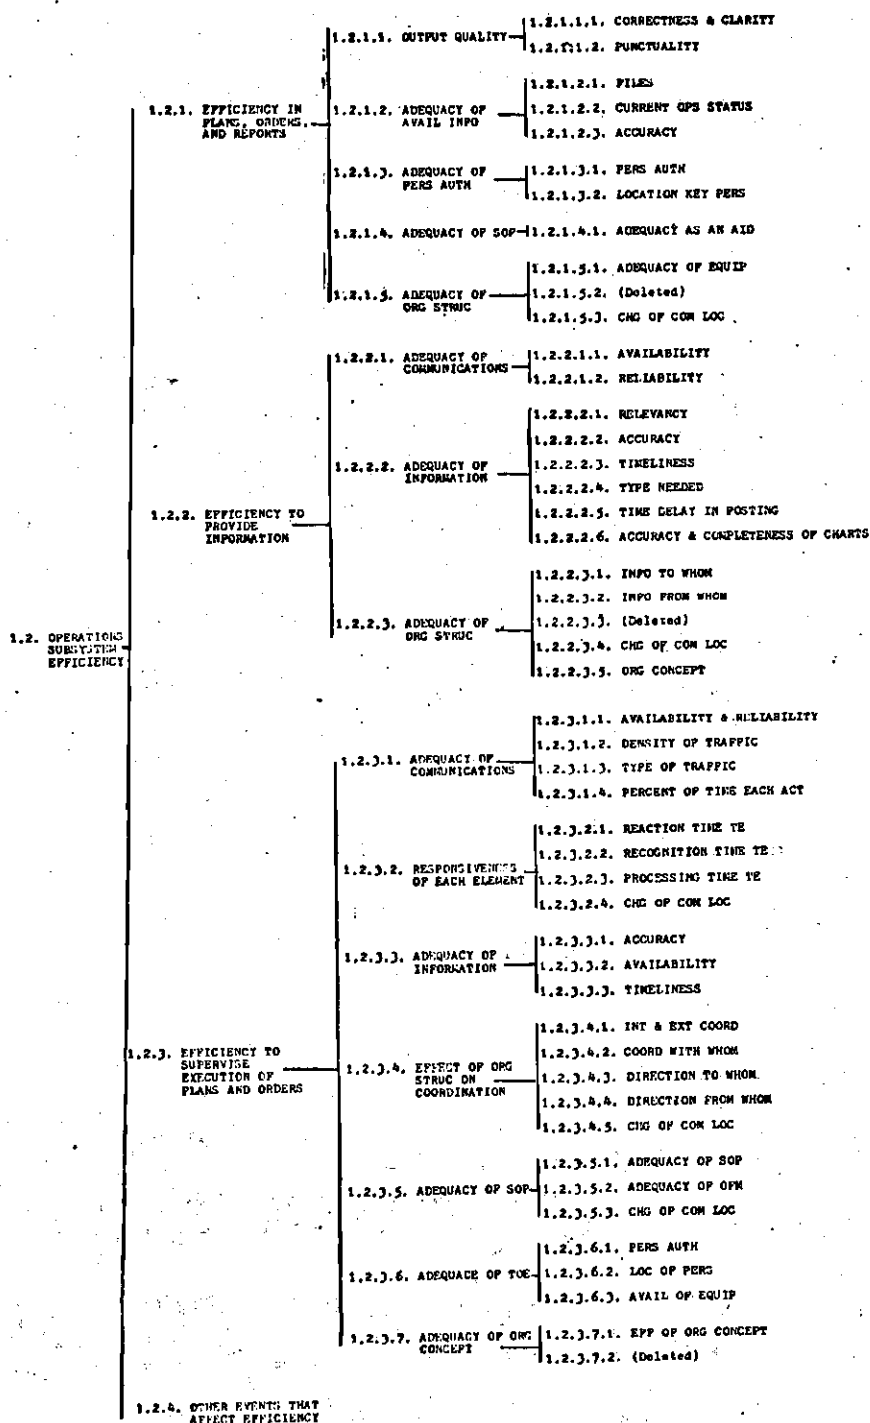 1.2. OPERATIONS
SUBSYSTEM
EFFICIENCY
1.2.1. EFFICIENCY IN
PLANS, ORDERS,
AND REPORTS
1.2.1.1. OUTPUT QUALITY
1.2.1.1.1. CORRECTNESS & CLARITY
1.2.1.1.2. PUNCTUALITY
1.2.1.2. ADEQUACY OF
AVAIL INFO
1.2.1.2.1. FILES
1.2.1.2.2. CURRENT OPS STATUS
1.2.1.2.3. ACCURACY
1.2.1.3. ADEQUACY OF
PERS AUTH
1.2.1.3.1. PERS AUTH
1.2.1.3.2. LOCATION KEY PERS
1.2.1.4. ADEQUACY OF SOP
1.2.1.4.1. ADEQUACY AS AN AID
1.2.1.5. ADEQUACY OF
ORG STRUC
1.2.1.5.1. ADEQUACY OF EQUIP
1.2.1.5.2. (Deleted)
1.2.1.5.3. CHG OF COM LOC
1.2.2. EFFICIENCY TO
PROVIDE
INFORMATION
1.2.2.1. ADEQUACY OF
COMMUNICATIONS
1.2.2.1.1. AVAILABILITY
1.2.2.1.2. RELIABILITY
1.2.2.2. ADEQUACY OF
INFORMATION
1.2.2.2.1. RELEVANCY
1.2.2.2.2. ACCURACY
1.2.2.2.3. TIMELINESS
1.2.2.2.4. TYPE NEEDED
1.2.2.2.5. TIME DELAY IN POSTING
1.2.2.2.6. ACCURACY & COMPLETENESS OF CHARTS
1.2.2.3. ADEQUACY OF
ORG STRUC
1.2.2.3.1. INFO TO WHOM
1.2.2.3.2. INFO FROM WHOM
1.2.2.3.3. (Deleted)
1.2.2.3.4. CHG OF COM LOC
1.2.2.3.5. ORG CONCEPT
1.2.3. EFFICIENCY TO
SUPERVISE
EXECUTION OF
PLANS AND ORDERS
1.2.3.1. ADEQUACY OF
COMMUNICATIONS
1.2.3.1.1. AVAILABILITY & RELIABILITY
1.2.3.1.2. DENSITY OF TRAFFIC
1.2.3.1.3. TYPE OF TRAFFIC
1.2.3.1.4. PERCENT OF TIME EACH ACT
1.2.3.2. RESPONSIVENESS
OF EACH ELEMENT
1.2.3.2.1. REACTION TIME TE
1.2.3.2.2. RECOGNITION TIME TE
1.2.3.2.3. PROCESSING TIME TE
1.2.3.2.4. CHG OF COM LOC
1.2.3.3. ADEQUACY OF
INFORMATION
1.2.3.3.1. ACCURACY
1.2.3.3.2. AVAILABILITY
1.2.3.3.3. TIMELINESS
1.2.3.4. EFFECT OF ORG
STRUC ON
COORDINATION
1.2.3.4.1. INT & EXT COORD
1.2.3.4.2. COORD WITH WHOM
1.2.3.4.3. DIRECTION TO WHOM
1.2.3.4.4. DIRECTION FROM WHOM
1.2.3.4.5. CHG OF COM LOC
1.2.3.5. ADEQUACY OF SOP
1.2.3.5.1. ADEQUACY OF SOP
1.2.3.5.2. ADEQUACY OF OFM
1.2.3.5.3. CHG OF COM LOC
1.2.3.6. ADEQUACE OF TOE
1.2.3.6.1. PERS AUTH
1.2.3.6.2. LOC OF PERS
1.2.3.6.3. AVAIL OF EQUIP
1.2.3.7. ADEQUACY OF ORG
CONCEPT
1.2.3.7.1. EFF OF ORG CONCEPT
1.2.3.7.2. (Deleted)
1.2.4. OTHER EVENTS THAT
AFFECT EFFICIENCY